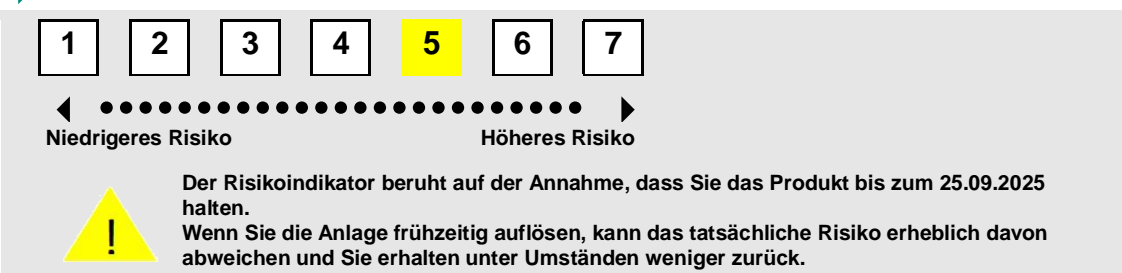 1 2 3 4 5 6 7
Niedrigeres Risiko Höheres Risiko
Der Risikoindikator beruht auf der Annahme, dass Sie das Produkt bis zum 25.09.2025
halten.
Wenn Sie die Anlage frühzeitig auflösen, kann das tatsächliche Risiko erheblich davon
abweichen und Sie erhalten unter Umständen weniger zurück.
!